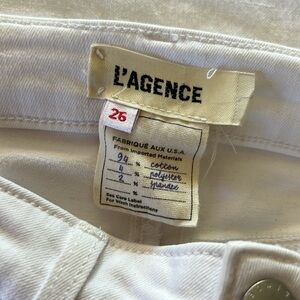 L'AGENCE
26
FABRIQUÉ AUX U.S.A.
From Imported Materials
94 % cotton
4 % polyester
2 % spandex
%
See Care Label
For Wash Instructions